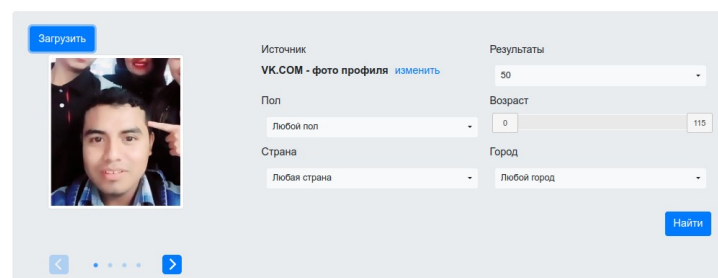 Загрузить
Источник
VK.COM - фото профиля изменить
Результаты
50
Пол
Любой пол
Возраст
0
115
Страна
Любая страна
Город
Любой город
Найти